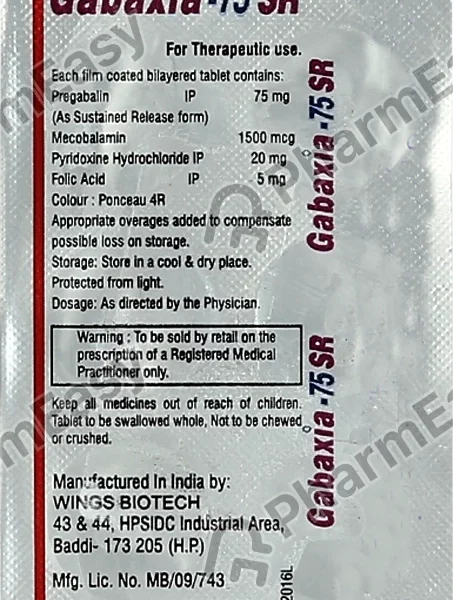 Gabaxia -75 SR
For Therapeutic use.
Each film coated bilayered tablet contains:
Pregabalin IP 75 mg
(As Sustained Release form)
Mecobalamin 1500 mcg
Pyridoxine Hydrochloride IP 20 mg
Folic Acid IP 5 mg
Colour : Ponceau 4R
Appropriate overages added to compensate
possible loss on storage.
Storage: Store in a cool & dry place.
Protected from light.
Dosage: As directed by the Physician.
Warning : To be sold by retail on the
prescription of a Registered Medical
Practitioner only.
Keep all medicines out of reach of children.
Tablet to be swallowed whole, Not to be chewed
or crushed.
Manufactured In India by:
WINGS BIOTECH
43 & 44, HPSIDC Industrial Area,
Baddi- 173 205 (H.P.)
Mfg. Lic. No. MB/09/743
Gabaxia -75 SR
Gabaxia -75 SR
2016L
PharmEasy
PharmEasy